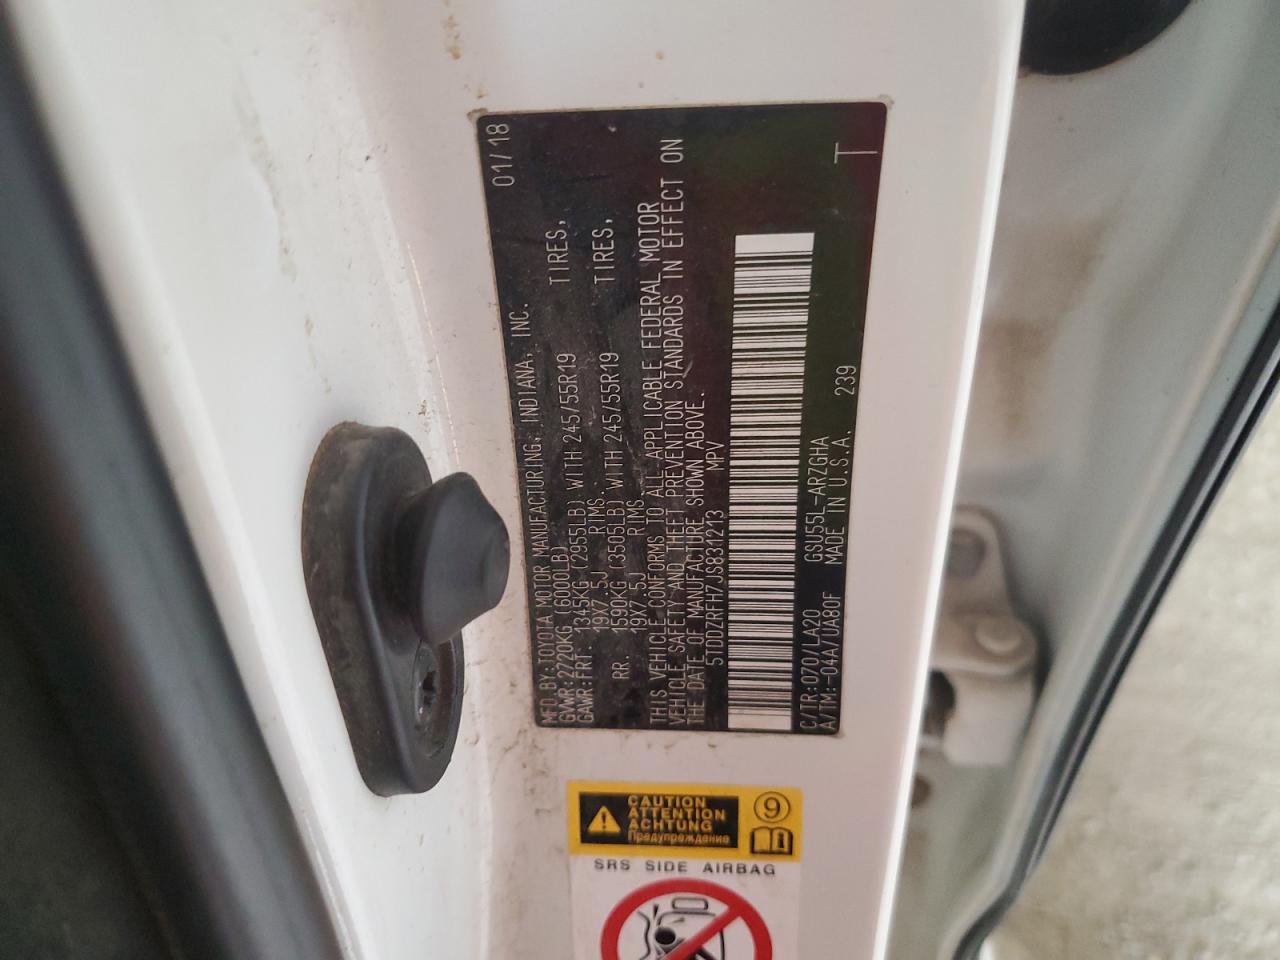 01/18
MFD.BY:TOYOTA MOTOR MANUFACTURING, INDIANA, INC.
GVWR:2720KG (6000LB)
GAWR:FRT. 1345KG (2955LB) WITH 245/55R19 TIRES,
19X7.5J RIMS
RR. 1590KG (3505LB) WITH 245/55R19 TIRES,
19X7.5J RIMS
THIS VEHICLE CONFORMS TO ALL APPLICABLE FEDERAL MOTOR
VEHICLE SAFETY AND THEFT PREVENTION STANDARDS IN EFFECT ON
THE DATE OF MANUFACTURE SHOWN ABOVE.
5TDDZRFH7JS831213 MPV
C/TR:070/LA20 GSU55L-ARZGHA
A/TM:-04A/UA80F MADE IN U.S.A. 239
T
CAUTION
ATTENTION
ACHTUNG
Предупреждение
9
SRS SIDE AIRBAG